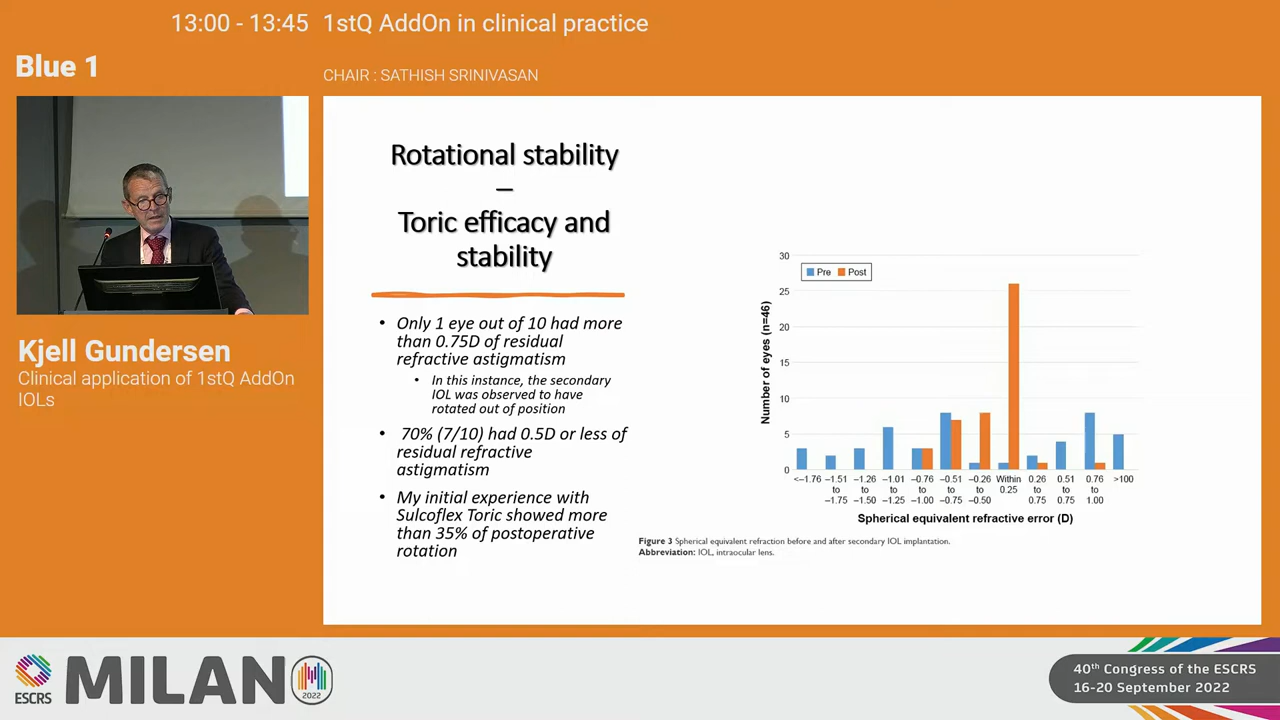 13:00 - 13:45 1stQ AddOn in clinical practice
Blue 1
CHAIR : SATHISH SRINIVASAN
Kjell Gundersen
Clinical application of 1stQ AddOn
IOLs
Rotational stability
–
Toric efficacy and
stability
• Only 1 eye out of 10 had more
than 0.75D of residual
refractive astigmatism
• In this instance, the secondary
IOL was observed to have
rotated out of position
• 70% (7/10) had 0.5D or less of
residual refractive
astigmatism
• My initial experience with
Sulcoflex Toric showed more
than 35% of postoperative
rotation
Pre Post
Number of eyes (n=46)
30
25
20
15
10
5
0
<–1.76 –1.51 –1.26 –1.01 –0.76 –0.51 –0.26 Within 0.26 0.51 0.76 >100
to to to to to to 0.25 to to to
–1.75 –1.50 –1.25 –1.00 –0.75 –0.50 0.75 0.75 1.00
Spherical equivalent refractive error (D)
Figure 3 Spherical equivalent refraction before and after secondary IOL implantation.
Abbreviation: IOL, intraocular lens.
ESCRS
MILANO
2022
40th Congress of the ESCRS
16-20 September 2022